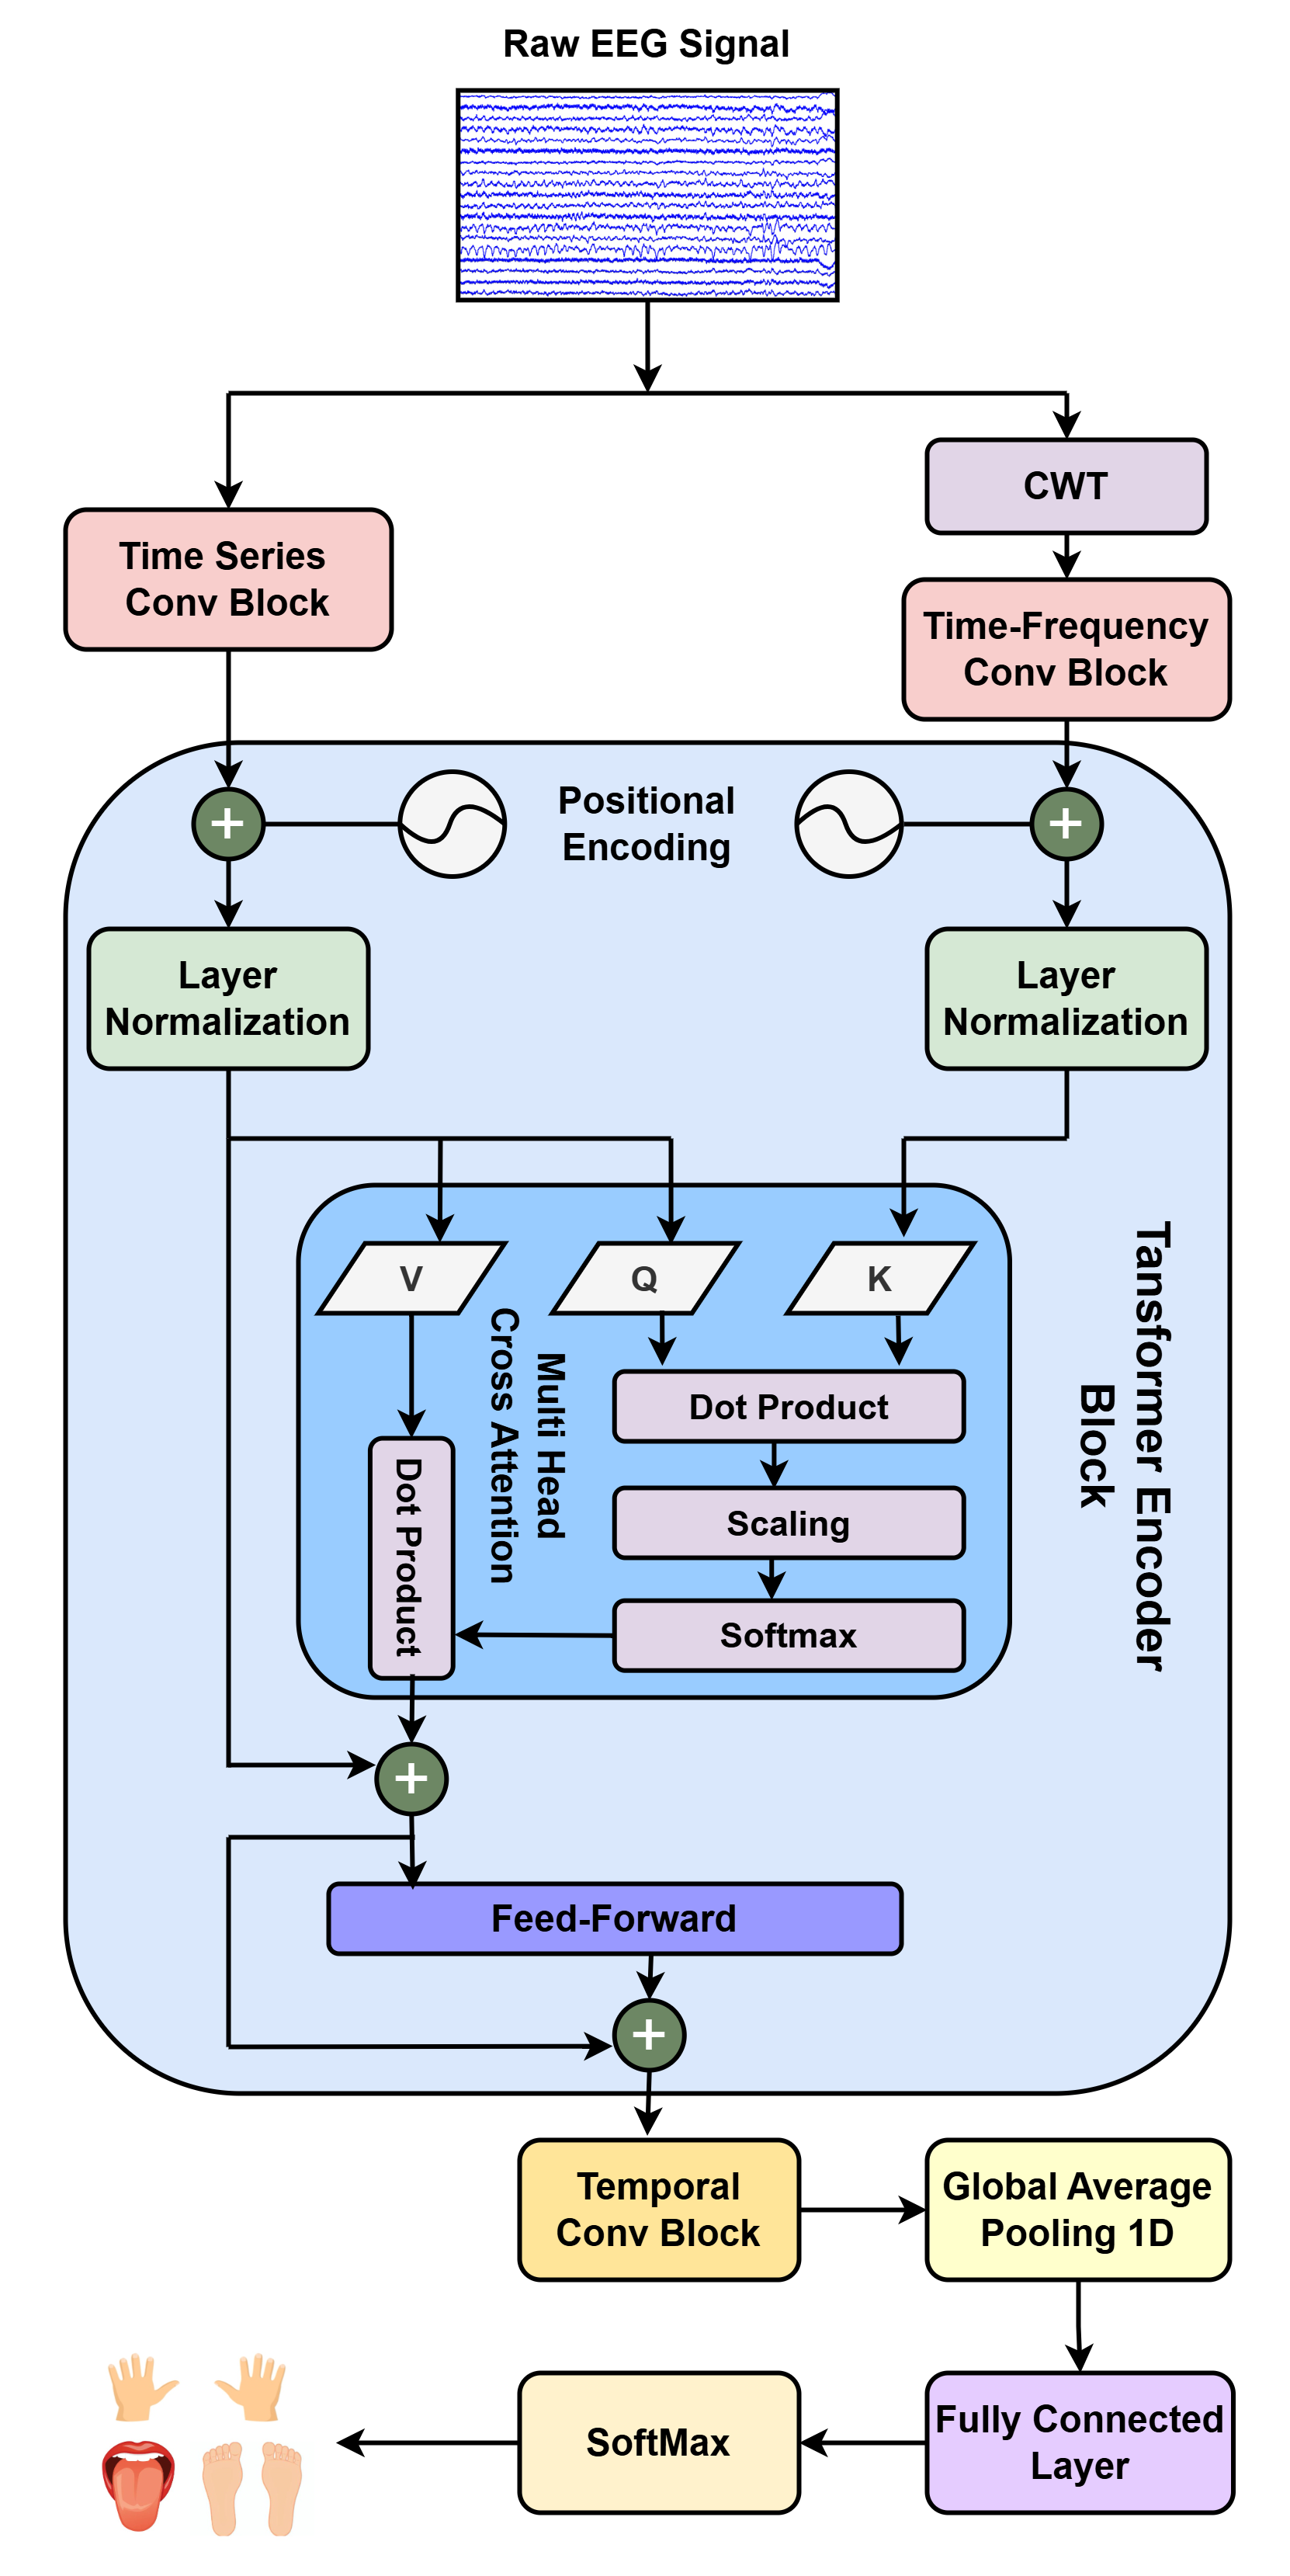 Raw EEG Signal
CWT
Time Series
Conv Block
Time-Frequency
Conv Block
Positional
Encoding
Layer
Normalization
Layer
Normalization
V
Q
K
Multi Head
Cross Attention
Dot Product
Dot Product
Scaling
Softmax
Tansformer Encoder
Block
Feed-Forward
Temporal
Conv Block
Global Average
Pooling 1D
SoftMax
Fully Connected
Layer